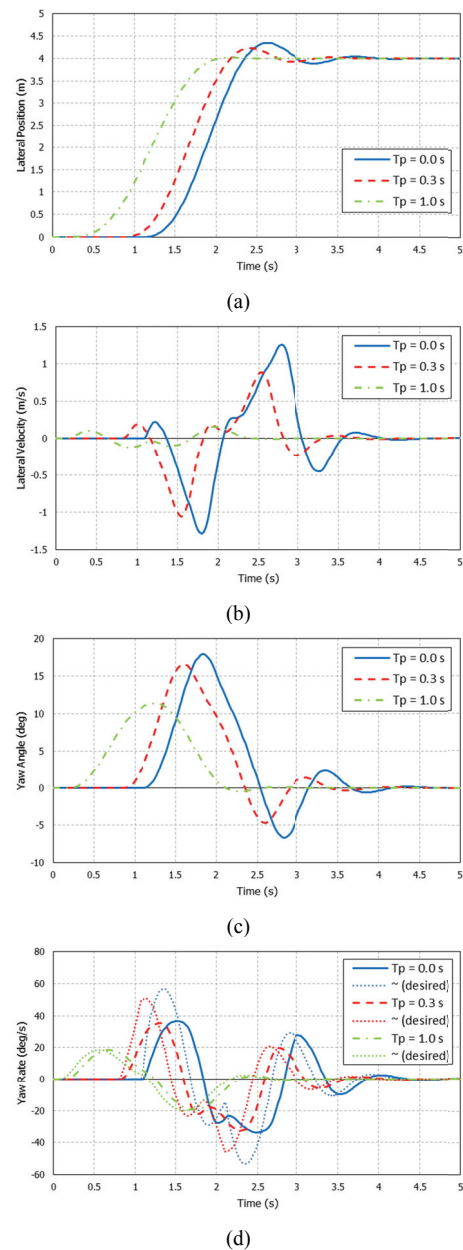 5
4.5
4
3.5
3
2.5
2
1.5
1
0.5
0
Lateral Position (m)
Tp = 0.0 s
Tp = 0.3 s
Tp = 1.0 s
0 0.5 1 1.5 2 2.5 3 3.5 4 4.5 5
Time (s)
(a)
1.5
1
0.5
0
-0.5
-1
-1.5
Lateral Velocity (m/s)
Tp = 0.0 s
Tp = 0.3 s
Tp = 1.0 s
0 0.5 1 1.5 2 2.5 3 3.5 4 4.5 5
Time (s)
(b)
20
15
10
5
0
-5
-10
Yaw Angle (deg)
Tp = 0.0 s
Tp = 0.3 s
Tp = 1.0 s
0 0.5 1 1.5 2 2.5 3 3.5 4 4.5 5
Time (s)
(c)
80
60
40
20
0
-20
-40
-60
Yaw Rate (deg/s)
Tp = 0.0 s
~ (desired)
Tp = 0.3 s
~ (desired)
Tp = 1.0 s
~ (desired)
0 0.5 1 1.5 2 2.5 3 3.5 4 4.5 5
Time (s)
(d)